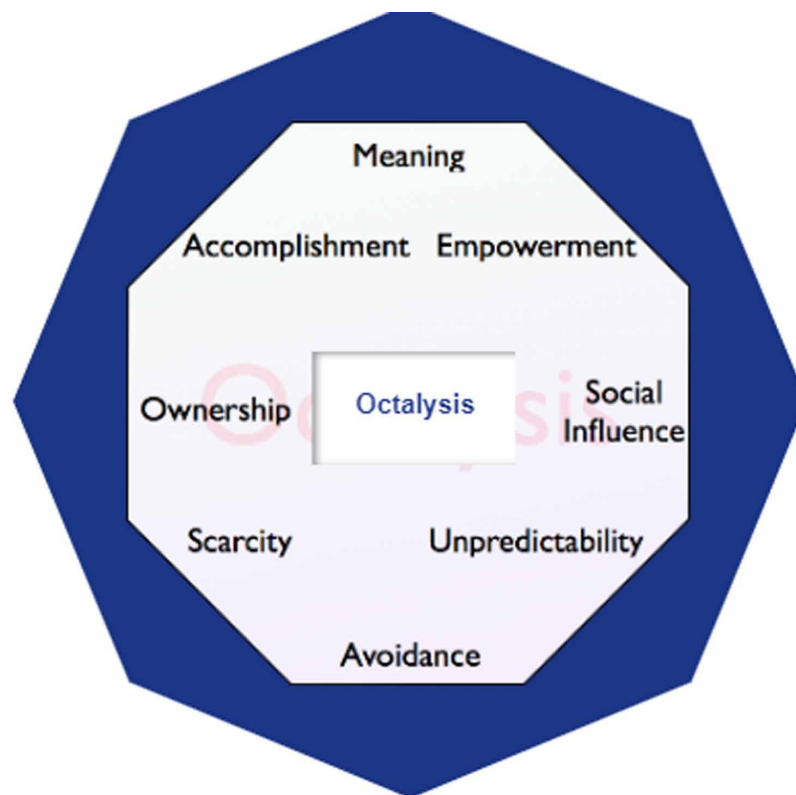 Meaning
Accomplishment Empowerment
Ownership
Octalysis
Social
Influence
Scarcity
Unpredictability
Avoidance